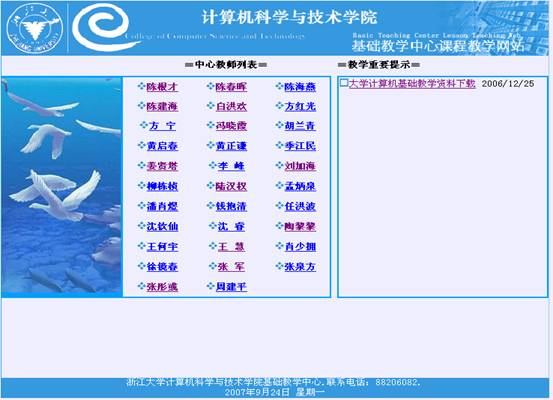 计算机科学与技术学院
College of Computer Science and Technology
Basic Teaching Center Lesson Teaching Web
基础教学中心课程教学网站
ZHEJIANG UNIVERSITY
〓中心教师列表〓 〓教学重要提示〓
陈根才 陈春晖 陈海燕
大学计算机基础教学资料下载 2006/12/25
陈建海 白洪欢 方红光
方 宁 冯晓霞 胡兰青
黄启春 黄正谦 季江民
姜赉塔 李 峰 刘加海
柳栋桢 陆汉权 孟炳泉
潘肖煜 钱抱清 任洪波
沈钦仙 沈 睿 陶黎黎
王何宇 王 慧 肖少拥
徐镜春 张 军 张泉方
张彤彧 周建平
浙江大学计算机科学与技术学院基础教学中心.联系电话：88206082.
2007年9月24日 星期一